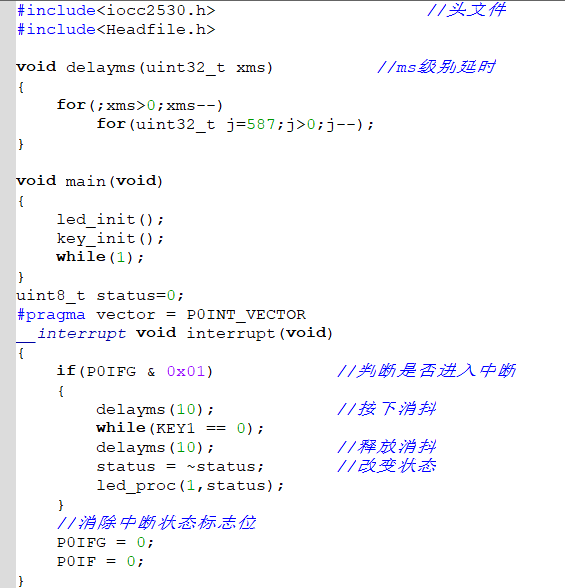 #include<iocc2530.h> //头文件
#include<Headfile.h>
void delayms(uint32_t xms) //ms级别延时
{
for(;xms>0;xms--)
for(uint32_t j=587;j>0;j--);
}
void main(void)
{
led_init();
key_init();
while(1);
}
uint8_t status=0;
#pragma vector = P0INT_VECTOR
__interrupt void interrupt(void)
{
if(P0IFG & 0x01) //判断是否进入中断
{
delayms(10); //按下消抖
while(KEY1 == 0);
delayms(10); //释放消抖
status = ~status; //改变状态
led_proc(1,status);
}
//消除中断状态标志位
P0IFG = 0;
P0IF = 0;
}